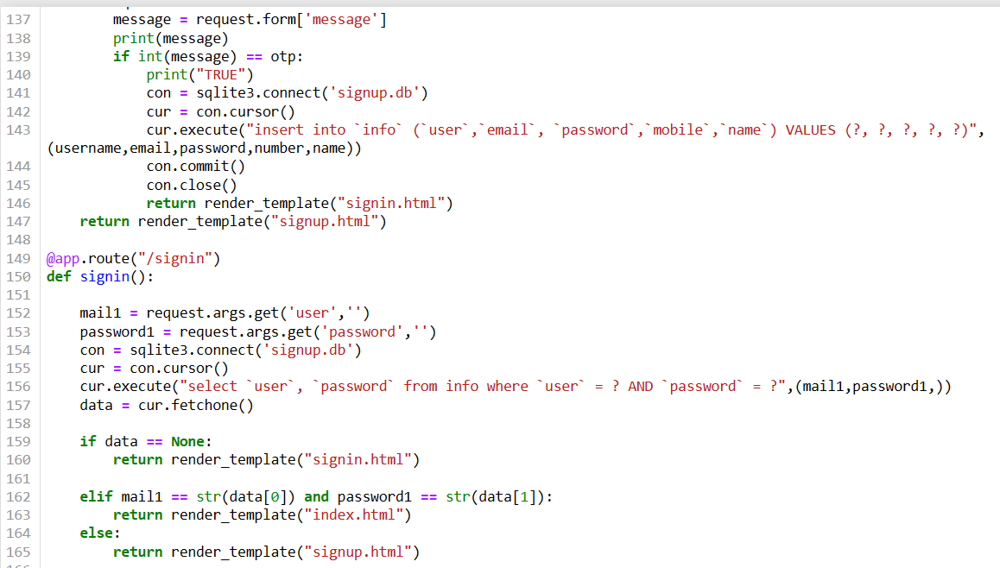 137 message = request.form['message']
138 print(message)
139 if int(message) == otp:
140 print("TRUE")
141 con = sqlite3.connect('signup.db')
142 cur = con.cursor()
143 cur.execute("insert into `info` (`user`,`email`, `password`,`mobile`,`name`) VALUES (?, ?, ?, ?, ?)",
(username,email,password,number,name))
144 con.commit()
145 con.close()
146 return render_template("signin.html")
147 return render_template("signup.html")
148
149 @app.route("/signin")
150 def signin():
151
152 mail1 = request.args.get('user','')
153 password1 = request.args.get('password','')
154 con = sqlite3.connect('signup.db')
155 cur = con.cursor()
156 cur.execute("select `user`, `password` from info where `user` = ? AND `password` = ?",(mail1,password1,))
157 data = cur.fetchone()
158
159 if data == None:
160 return render_template("signin.html")
161
162 elif mail1 == str(data[0]) and password1 == str(data[1]):
163 return render_template("index.html")
164 else:
165 return render_template("signup.html")